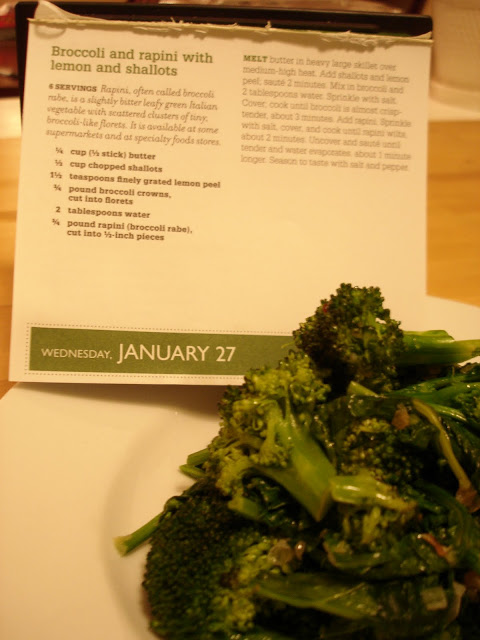 Broccoli and rapini with
lemon and shallots
6 SERVINGS Rapini, often called broccoli
rabe, is a slightly bitter leafy green Italian
vegetable with scattered clusters of tiny,
broccoli-like florets. It is available at some
supermarkets and at specialty foods stores.
¼ cup (½ stick) butter
½ cup chopped shallots
1½ teaspoons finely grated lemon peel
¾ pound broccoli crowns,
cut into florets
2 tablespoons water
¾ pound rapini (broccoli rabe),
cut into ½-inch pieces
MELT butter in heavy large skillet over
medium-high heat. Add shallots and lemon
peel; sauté 2 minutes. Mix in broccoli and
2 tablespoons water. Sprinkle with salt.
Cover; cook until broccoli is almost crisp-
tender, about 3 minutes. Add rapini. Sprinkle
with salt, cover, and cook until rapini wilts,
about 2 minutes. Uncover and sauté until
tender and water evaporates, about 1 minute
longer. Season to taste with salt and pepper.
WEDNESDAY, JANUARY 27